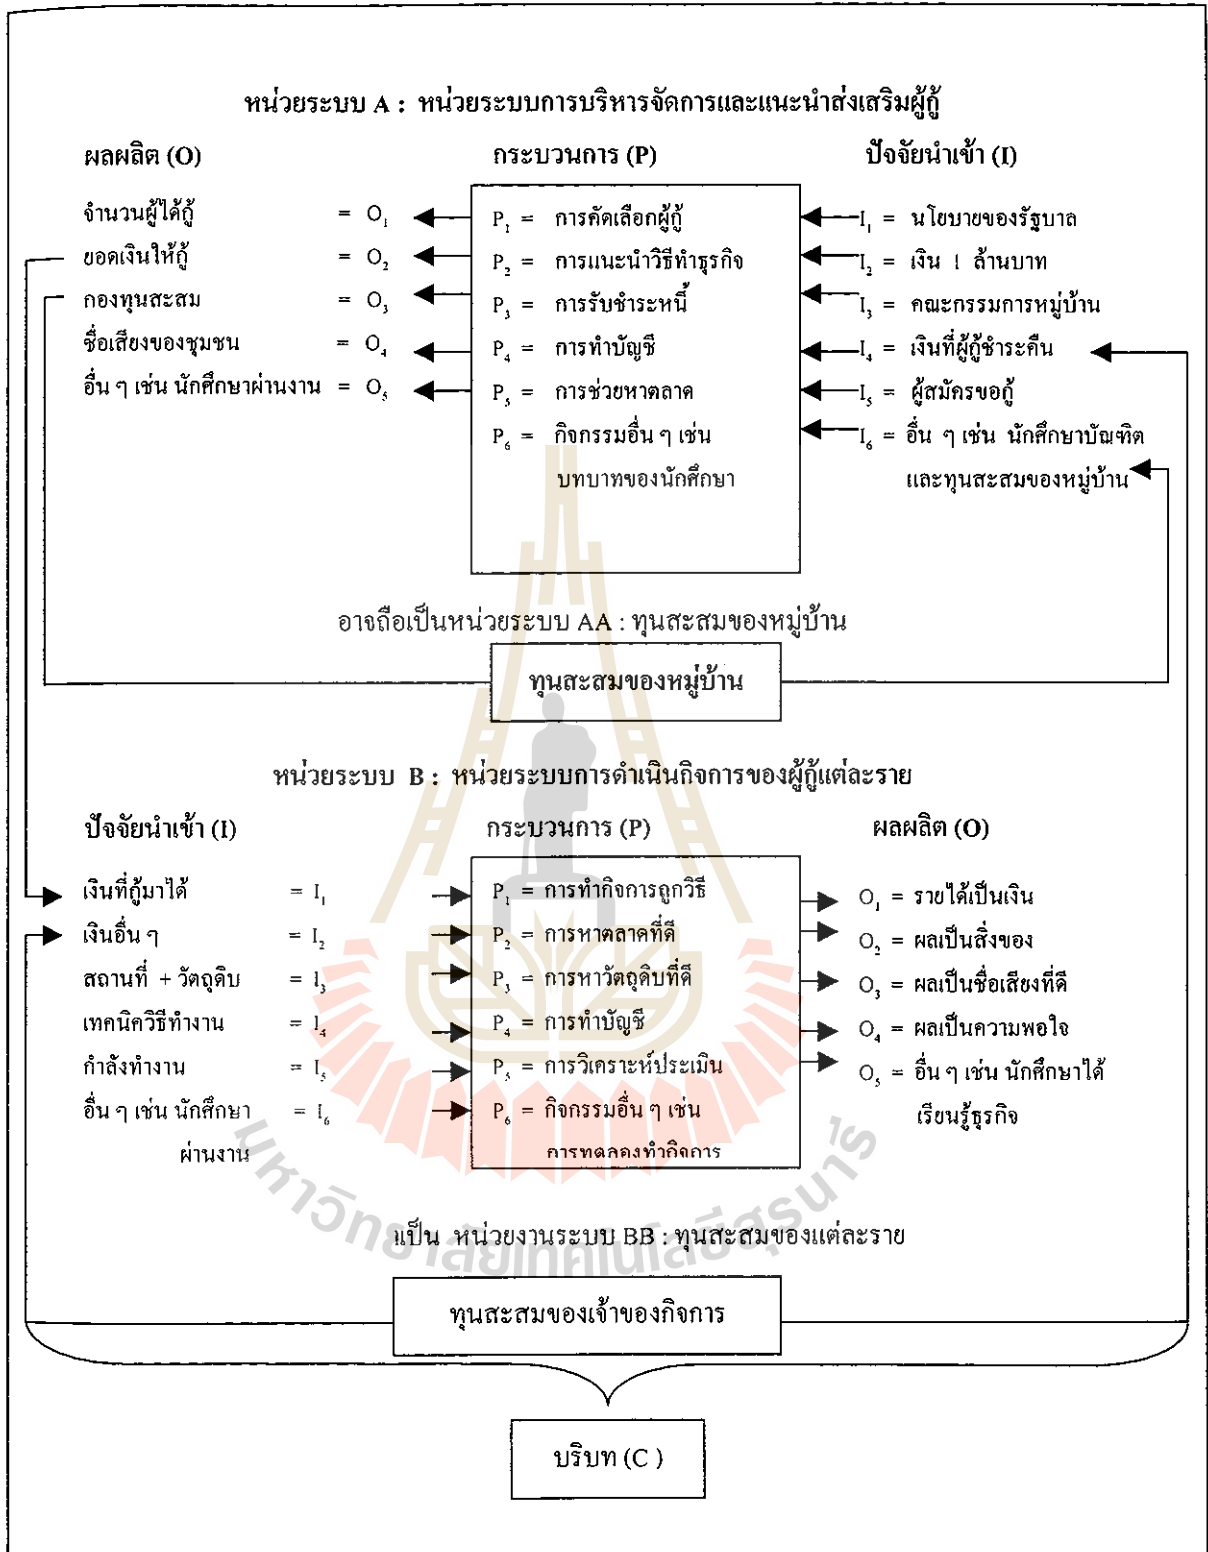 หน่วยระบบ A : หน่วยระบบการบริหารจัดการและแนะนำส่งเสริมผู้กู้
ผลผลิต (O) กระบวนการ (P) ปัจจัยนำเข้า (I)
จำนวนผู้ได้กู้ = O₁ P₁ = การคัดเลือกผู้กู้ I₁ = นโยบายของรัฐบาล
ยอดเงินให้กู้ = O₂ P₂ = การแนะนำวิธีทำธุรกิจ I₂ = เงิน 1 ล้านบาท
กองทุนสะสม = O₃ P₃ = การรับชำระหนี้ I₃ = คณะกรรมการหมู่บ้าน
ชื่อเสียงของชุมชน = O₄ P₄ = การทำบัญชี I₄ = เงินที่ผู้กู้ชำระคืน
อื่น ๆ เช่น นักศึกษาผ่านงาน = O₅ P₅ = การช่วยหาตลาด I₅ = ผู้สมัครขอกู้
P₆ = กิจกรรมอื่น ๆ เช่น I₆ = อื่น ๆ เช่น นักศึกษาบัณฑิต
บทบาทของนักศึกษา และทุนสะสมของหมู่บ้าน
อาจถือเป็นหน่วยระบบ AA : ทุนสะสมของหมู่บ้าน
ทุนสะสมของหมู่บ้าน
หน่วยระบบ B : หน่วยระบบการดำเนินกิจการของผู้กู้แต่ละราย
ปัจจัยนำเข้า (I) กระบวนการ (P) ผลผลิต (O)
เงินที่กู้มาได้ = I₁ P₁ = การทำกิจการถูกวิธี O₁ = รายได้เป็นเงิน
เงินอื่น ๆ = I₂ P₂ = การหาตลาดที่ดี O₂ = ผลเป็นสิ่งของ
สถานที่ + วัตถุดิบ = I₃ P₃ = การหาวัตถุดิบที่ดี O₃ = ผลเป็นชื่อเสียงที่ดี
เทคนิควิธีทำงาน = I₄ P₄ = การทำบัญชี O₄ = ผลเป็นความพอใจ
กำลังทำงาน = I₅ P₅ = การวิเคราะห์ประเมิน O₅ = อื่น ๆ เช่น นักศึกษาได้
อื่น ๆ เช่น นักศึกษา = I₆ P₆ = กิจกรรมอื่น ๆ เช่น เรียนรู้ธุรกิจ
ผ่านงาน การทดลองทำกิจการ
มหาวิทยาลัยเทคโนโลยีสุรนารี
แป็น หน่วยงานระบบ BB : ทุนสะสมของแต่ละราย
ทุนสะสมของเจ้าของกิจการ
บริบท (C )